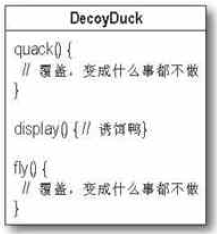 DecoyDuck
quack() {
// 覆盖，变成什么事都不做
}
display() {// 诱饵鸭}
fly() {
// 覆盖，变成什么事都不做
}